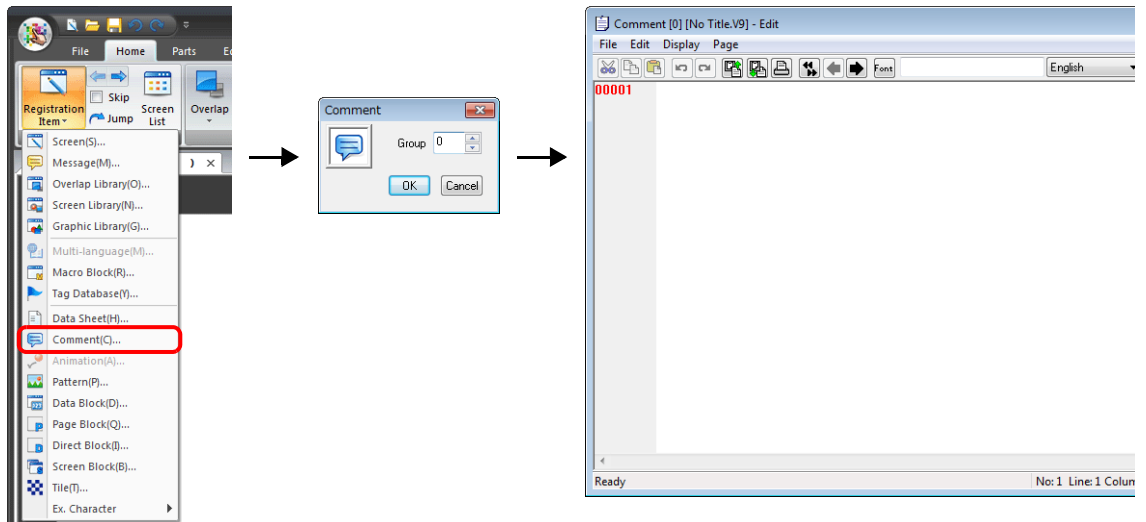 File Home Parts
Registration
Item
Skip
Jump
Screen
List
Overlap
Screen(S)...
Message(M)...
Overlap Library(O)...
Screen Library(N)...
Graphic Library(G)...
Multi-language(M)...
Macro Block(R)...
Tag Database(Y)...
Data Sheet(H)...
Comment(C)...
Animation(A)...
Pattern(P)...
Data Block(D)...
Page Block(Q)...
Direct Block(I)...
Screen Block(B)...
Tile(T)...
Ex. Character
Comment
Group 0
OK Cancel
Comment [0] [No Title.V9] - Edit
File Edit Display Page
Font English
00001
Ready No: 1 Line: 1 Colum